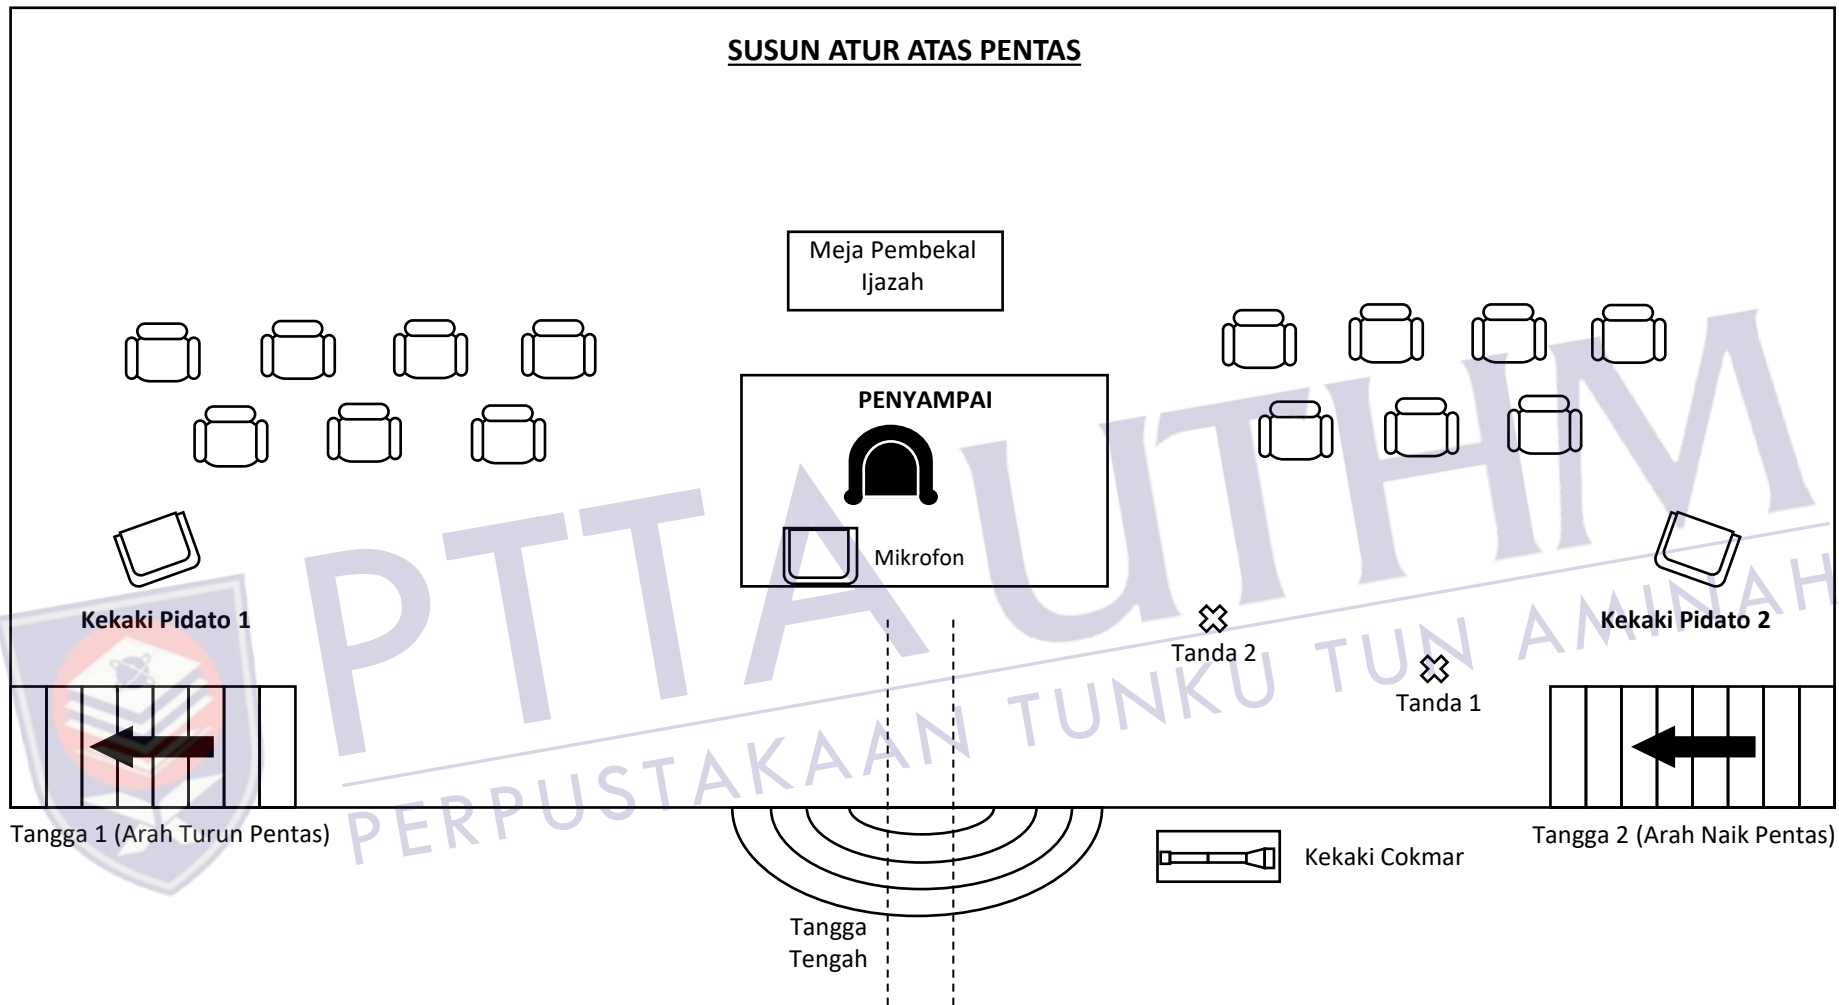 SUSUN ATUR ATAS PENTAS
Meja Pembekal
Ijazah
PENYAMPAI
Mikrofon
Kekaki Pidato 1
Kekaki Pidato 2
Tanda 2
Tanda 1
PTTA UTHM
PERPUSTAKAAN TUNKU TUN AMINAH
Tangga 1 (Arah Turun Pentas)
Tangga 2 (Arah Naik Pentas)
Kekaki Cokmar
Tangga
Tengah